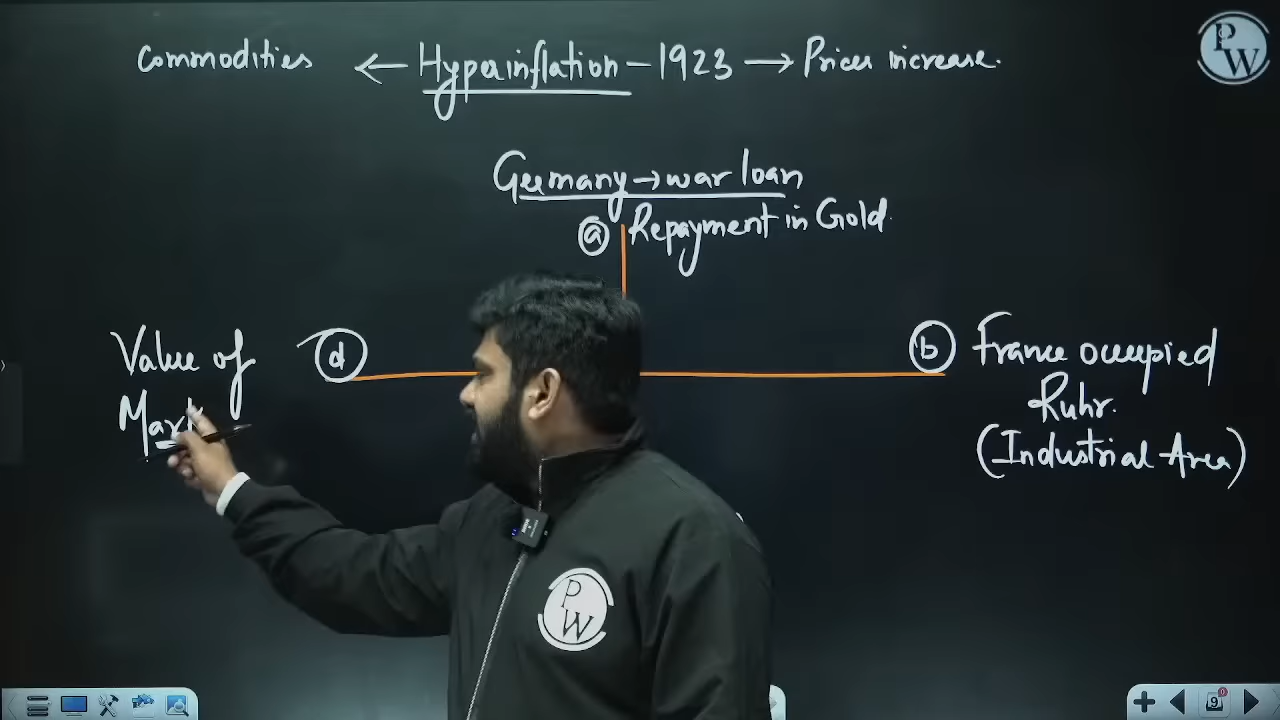 Commodities ← Hyperinflation – 1923 → Prices increase.
PW
Germany → war loan
(a) Repayment in Gold.
(d)
Value of
Mark
(b) France occupied
Ruhr.
(Industrial Area)
PW
9